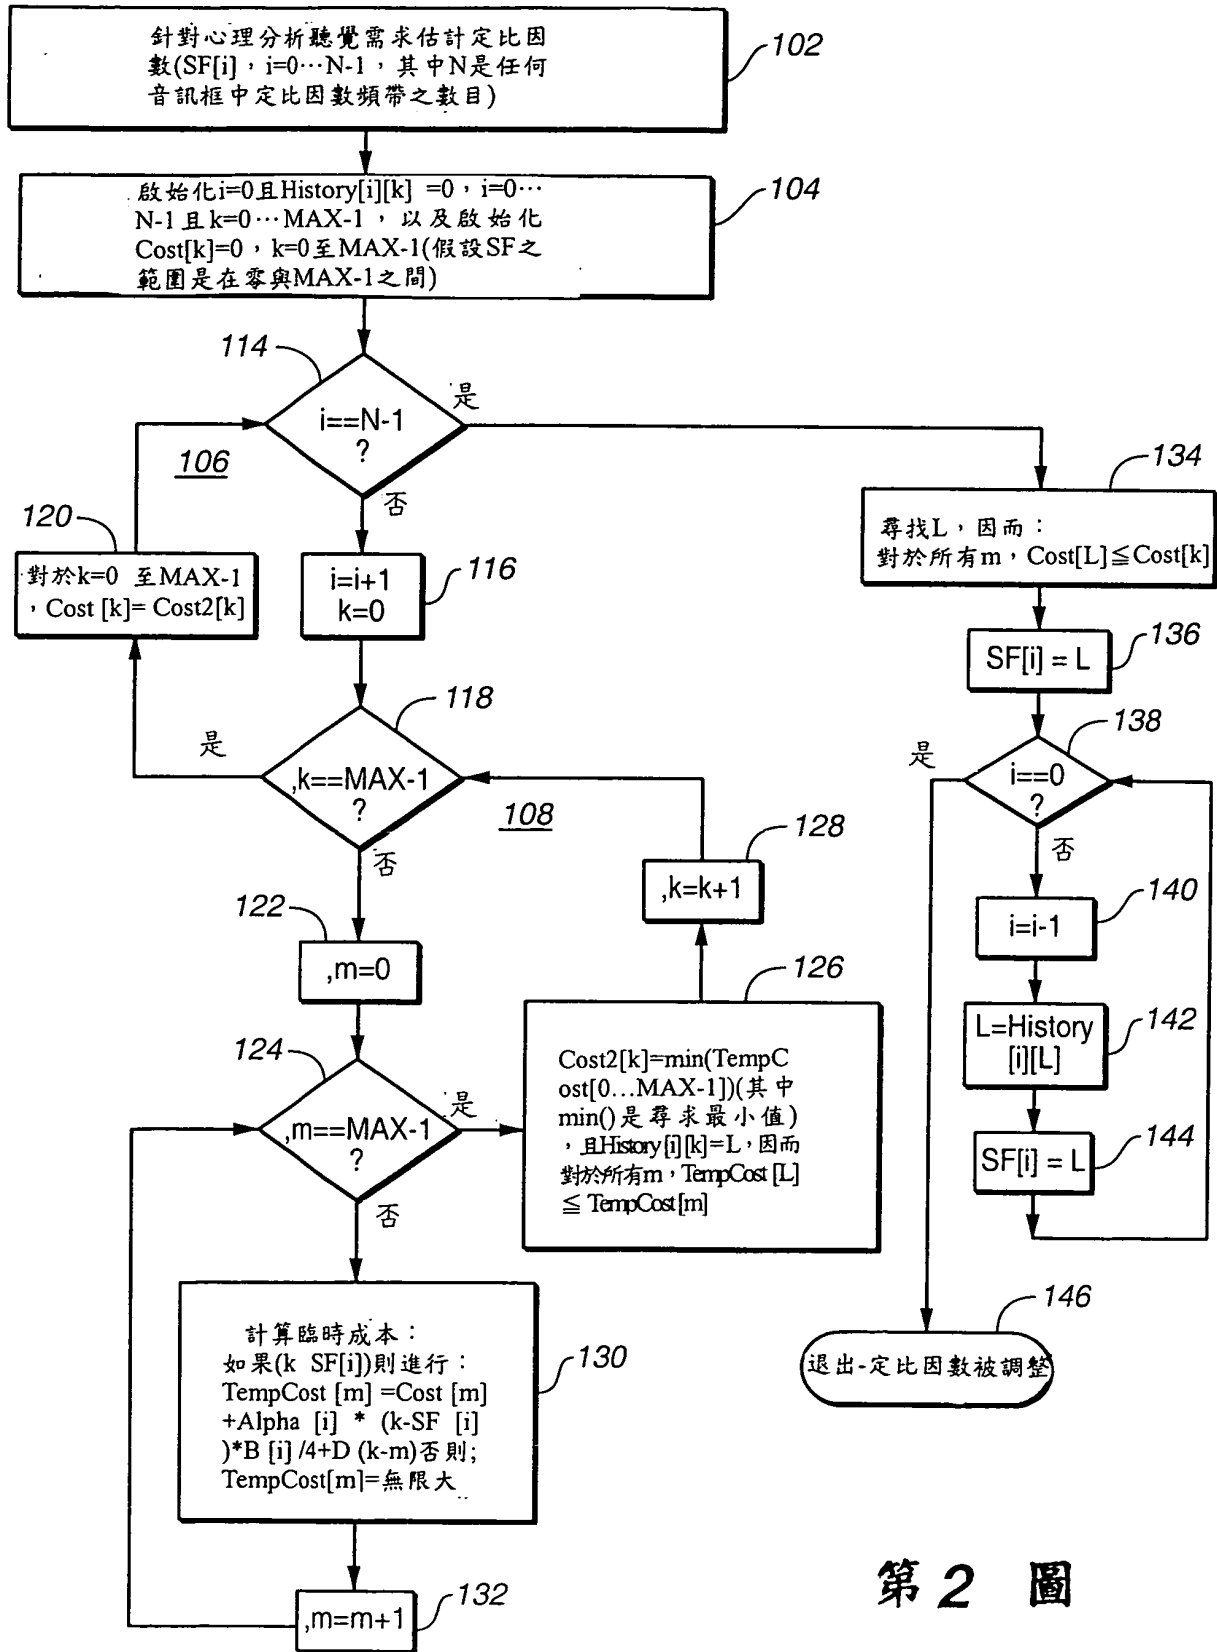 針對心理分析聽覺需求估計定比因
數(SF[i],i=0⋯N-1,其中N是任何
音訊框中定比因數頻帶之數目)
102
啟始化i=0且History[i][k] =0,i=0⋯
N-1且k=0⋯MAX-1,以及啟始化
Cost[k]=0,k=0至MAX-1(假設SF之
範圍是在零與MAX-1之間)
104
114
i==N-1
?
是
否
106
120
對於k=0 至MAX-1
,Cost [k]= Cost2[k]
i=i+1
k=0
116
118
,k==MAX-1
?
是
否
108
128
,k=k+1
122
,m=0
126
Cost2[k]=min(TempC
ost[0...MAX-1])(其中
min()是尋求最小值)
,且History[i][k]=L,因而
對於所有m,TempCost [L]
≦ TempCost[m]
124
,m==MAX-1
?
是
否
計算臨時成本:
如果(k SF[i])則進行:
TempCost [m] =Cost [m]
+Alpha [i] * (k-SF [i]
)*B [i] /4+D (k-m)否則;
TempCost[m]=無限大
130
,m=m+1
132
134
尋找L,因而:
對於所有m,Cost[L]≦Cost[k]
136
SF[i] = L
138
i==0
?
是
否
140
i=i-1
L=History
[i][L]
142
SF[i] = L
144
146
退出-定比因數被調整
第 2 圖